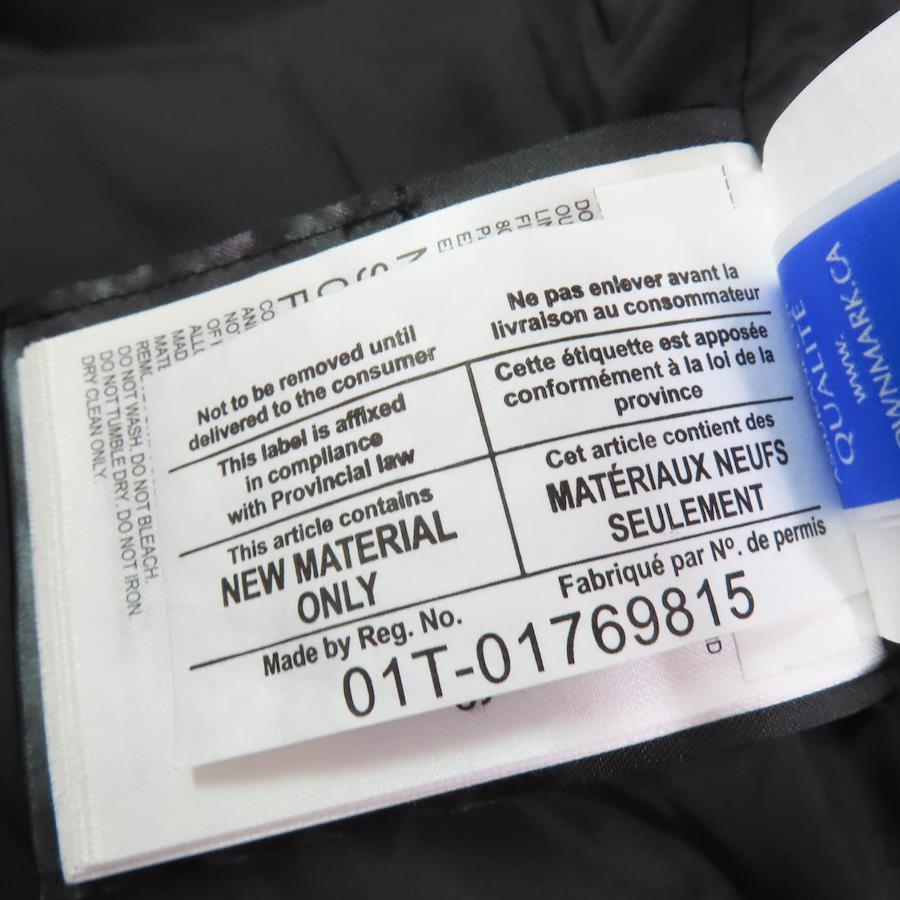 Not to be removed until
delivered to the consumer
Ne pas enlever avant la
livraison au consommateur
This label is affixed
in compliance
with Provincial law
Cette étiquette est apposée
conformément à la loi de la
province
This article contains
NEW MATERIAL
ONLY
Cet article contient des
MATÉRIAUX NEUFS
SEULEMENT
Made by Reg. No.
Fabriqué par Nº. de permis
01T-01769815
DO NOT WASH. DO NOT BLEACH.
DO NOT TUMBLE DRY. DO NOT IRON.
DRY CLEAN ONLY.
QUALITÉ
www.
OWNMARK.CA